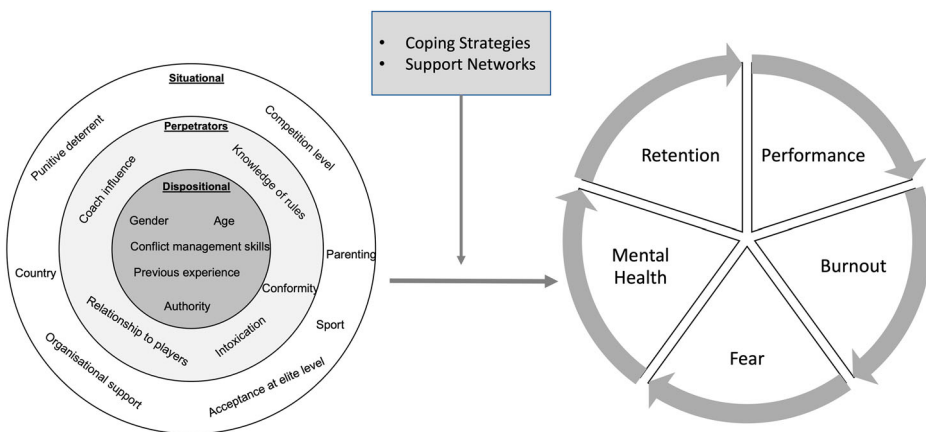 • Coping Strategies
• Support Networks
Situational
Punitive deterrent
Competition level
Perpetrators
Coach influence
Knowledge of rules
Dispositional
Gender
Age
Conflict management skills
Previous experience
Authority
Parenting
Country
Conformity
Relationship to players
Intoxication
Sport
Organisational support
Acceptance at elite level
Retention
Performance
Mental
Health
Burnout
Fear